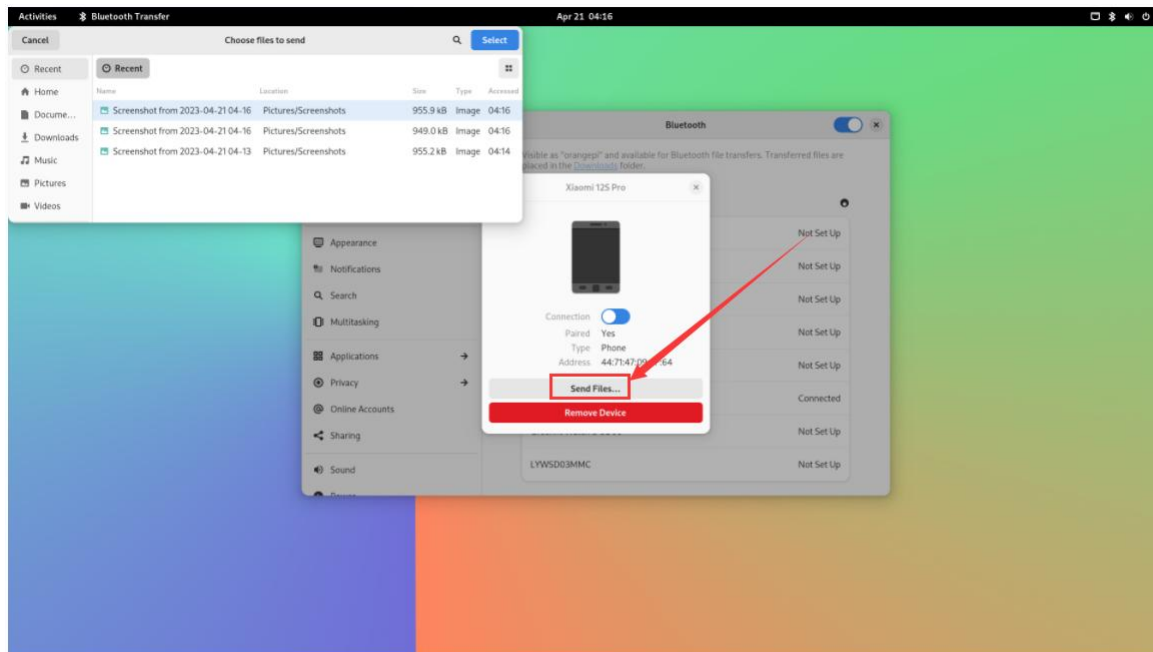 Activities Bluetooth Transfer Apr 21 04:16
Cancel Choose files to send Select
Recent Recent
Name Location Size Type Accessed
Home
Screenshot from 2023-04-21 04-16 Pictures/Screenshots 955.9 kB Image 04:16
Docume...
Screenshot from 2023-04-21 04-16 Pictures/Screenshots 949.0 kB Image 04:16
Downloads
Screenshot from 2023-04-21 04-13 Pictures/Screenshots 955.2 kB Image 04:14
Music
Pictures
Videos
Bluetooth
Visible as "orangepi" and available for Bluetooth file transfers. Transferred files are
placed in the Downloads folder.
Xiaomi 12S Pro
Connection
Paired Yes
Type Phone
Address 44:71:47:
Send Files...
Remove Device
Appearance
Notifications
Search
Multitasking
Applications
Privacy
Online Accounts
Sharing
Sound
Not Set Up
Not Set Up
Not Set Up
Not Set Up
Not Set Up
Connected
Not Set Up
LYWSD03MMC Not Set Up